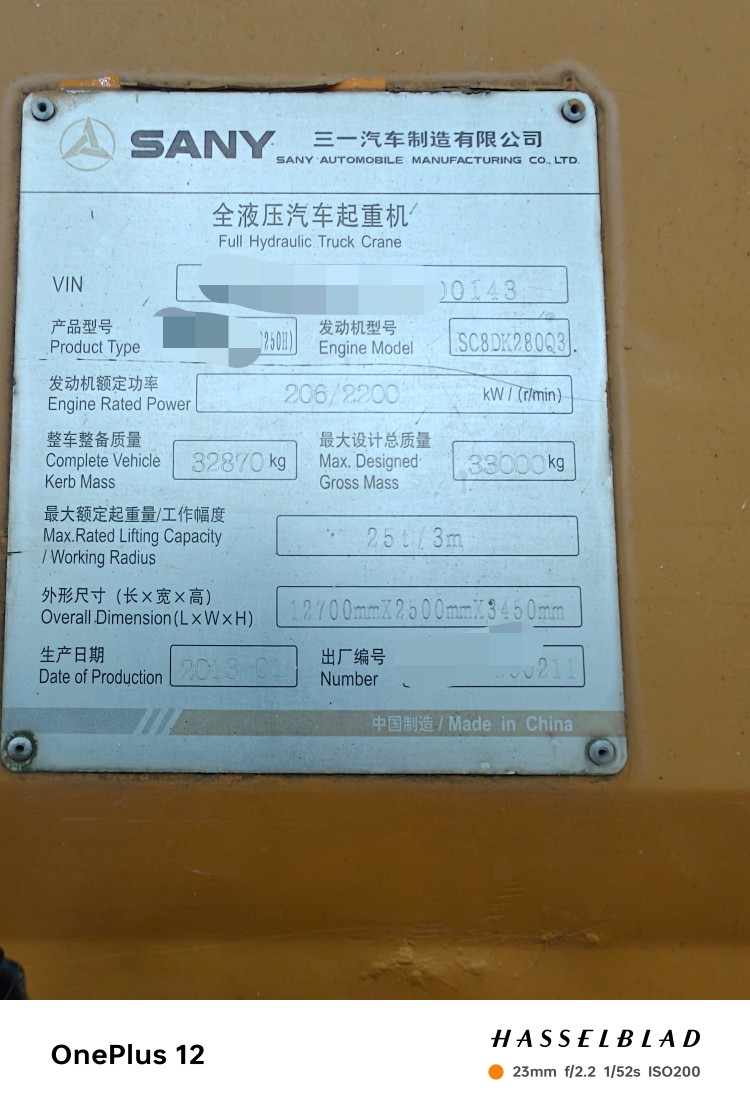 SANY
三一汽车制造有限公司
SANY AUTOMOBILE MANUFACTURING CO., LTD.
全液压汽车起重机
Full Hydraulic Truck Crane
VIN
00143
产品型号
Product Type
250H)
发动机型号
Engine Model
SC8DK280Q3
发动机额定功率
Engine Rated Power
206/2200
kW / (r/min)
整车整备质量
Complete Vehicle
Kerb Mass
32870 kg
最大设计总质量
Max. Designed
Gross Mass
33000 kg
最大额定起重量/工作幅度
Max.Rated Lifting Capacity
/ Working Radius
25t/3m
外形尺寸（长×宽×高）
Overall Dimension(L×W×H)
12700mmX2500mmX3450mm
生产日期
Date of Production
2013 01
出厂编号
Number
0211
中国制造 / Made in China
OnePlus 12
HASSELBLAD
23mm f/2.2 1/52s ISO200